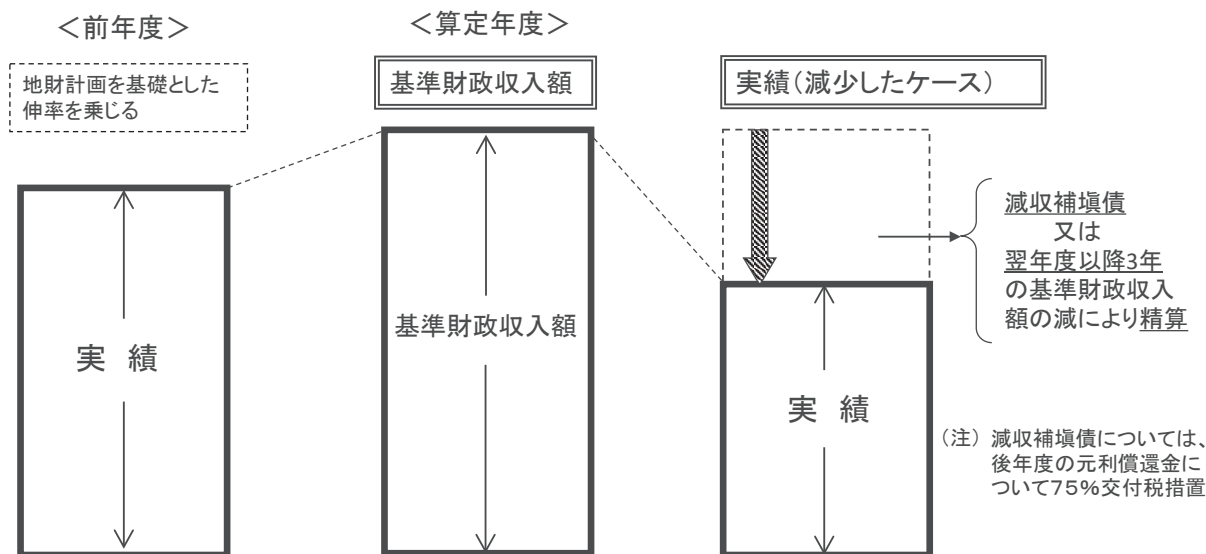 ＜前年度＞
地財計画を基礎とした
伸率を乗じる
実　績
＜算定年度＞
基準財政収入額
基準財政収入額
実績（減少したケース）
実　績
減収補塡債
又は
翌年度以降3年
の基準財政収入
額の減により精算
（注）減収補塡債については、
後年度の元利償還金に
ついて75%交付税措置